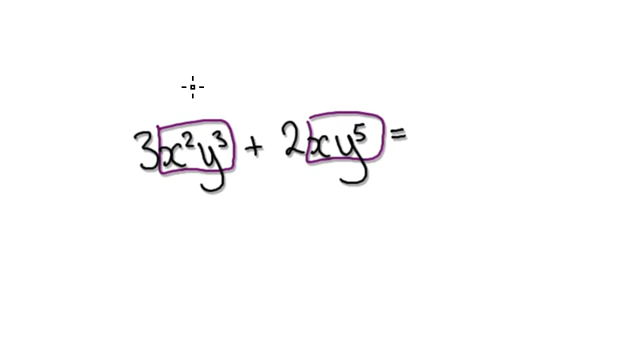 3x²y³ + 2xy⁵ =